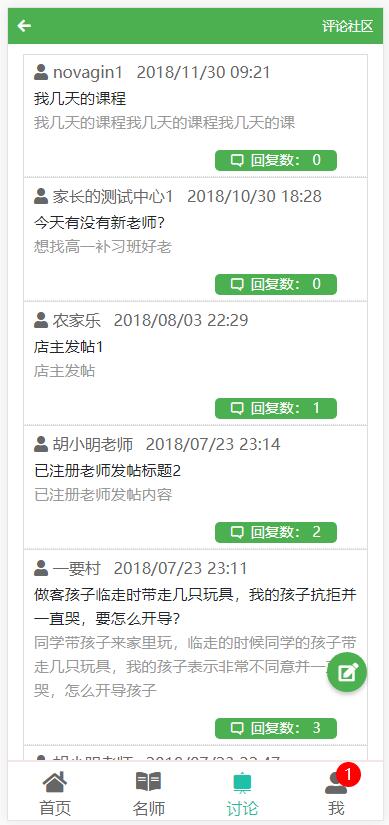 评论社区
novagin1 2018/11/30 09:21
我几天的课程
我几天的课程我几天的课程我几天的课
回复数： 0
家长的测试中心1 2018/10/30 18:28
今天有没有新老师？
想找高一补习班好老
回复数： 0
农家乐 2018/08/03 22:29
店主发帖1
店主发帖
回复数： 1
胡小明老师 2018/07/23 23:14
已注册老师发帖标题2
已注册老师发帖内容
回复数： 2
一要村 2018/07/23 23:11
做客孩子临走时带走几只玩具，我的孩子抗拒并
一直哭，要怎么开导？
同学带孩子来家里玩，临走的时候同学的孩子带
走几只玩具，我的孩子表示非常不同意并一直
哭，怎么开导孩子
回复数： 3
胡小明老师 2018/07/23 22:47
首页
名师
讨论
我
1